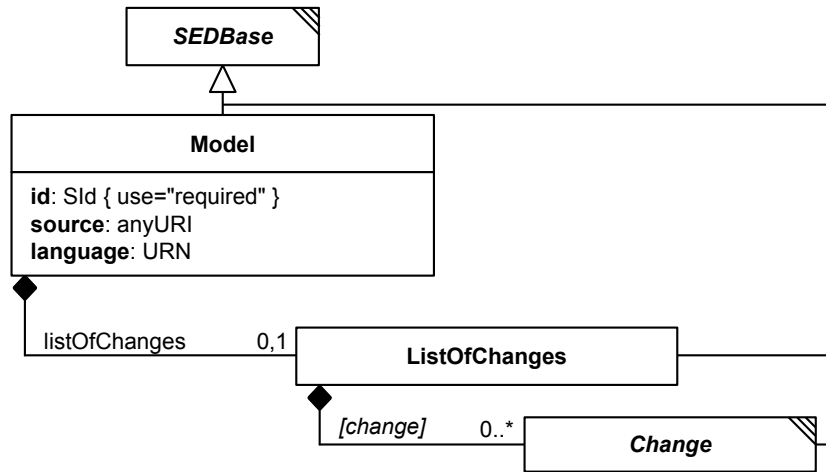 SEDBase
Model
id: SId { use="required" }
source: anyURI
language: URN
listOfChanges 0,1
ListOfChanges
[change] 0..*
Change